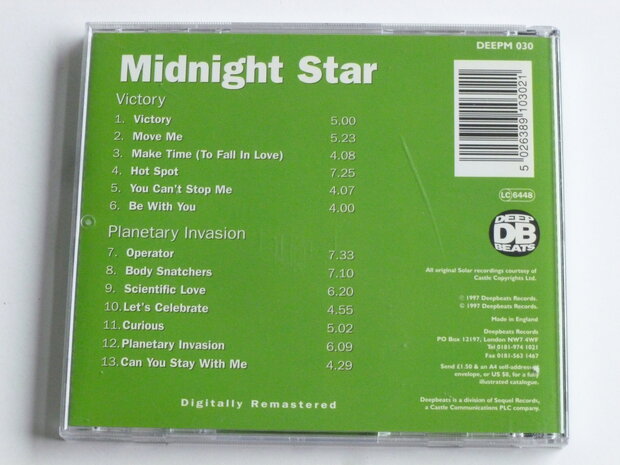 DEEPM 030
Midnight Star
Victory
1. Victory 5.00
2. Move Me 5.23
3. Make Time (To Fall In Love) 4.08
4. Hot Spot 7.25
5. You Can't Stop Me 4.07
6. Be With You 4.00
Planetary Invasion
7. Operator 7.33
8. Body Snatchers 7.10
9. Scientific Love 6.20
10. Let's Celebrate 4.55
11. Curious 5.02
12. Planetary Invasion 6.09
13. Can You Stay With Me 4.29
Digitally Remastered
5 026389 103021
LC 6448
DEEP
DB
BEATS
All original Solar recordings courtesy of
Castle Copyrights Ltd.
℗ 1997 Deepbeats Records.
© 1997 Deepbeats Records.
Made in England
Deepbeats Records
PO Box 12197, London NW7 4WF
Tel 0181-974 1021
Fax 0181-563 1467
Send £1.50 & an A4 self-addressed
envelope, or US $8, for a fully
illustrated catalogue.
Deepbeats is a division of Sequel Records,
a Castle Communications PLC company.